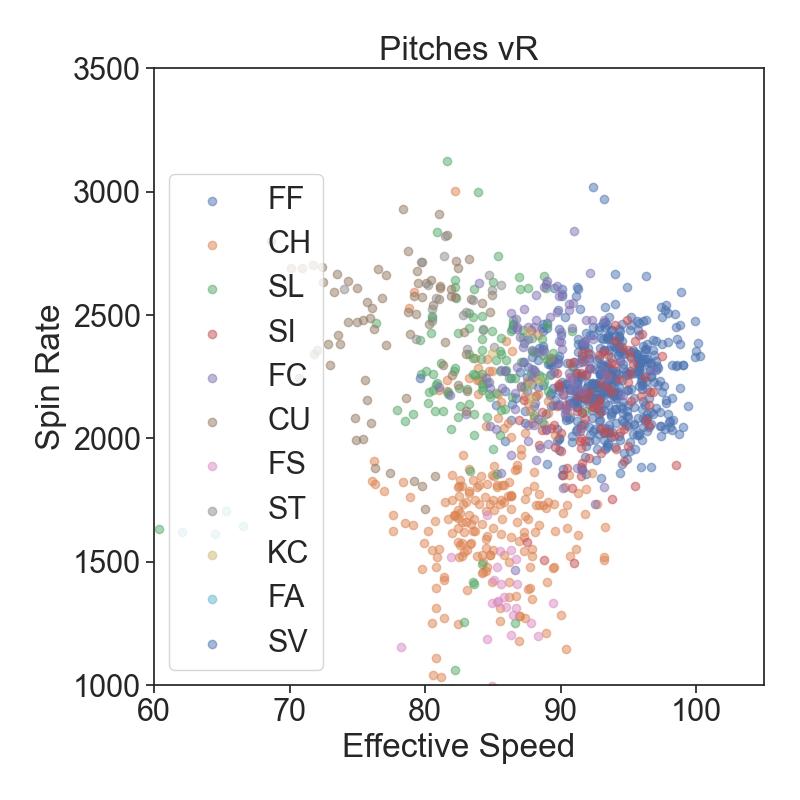 Pitches vR
3500
3000
2500
2000
1500
1000
Spin Rate
FF
CH
SL
SI
FC
CU
FS
ST
KC
FA
SV
60 70 80 90 100
Effective Speed